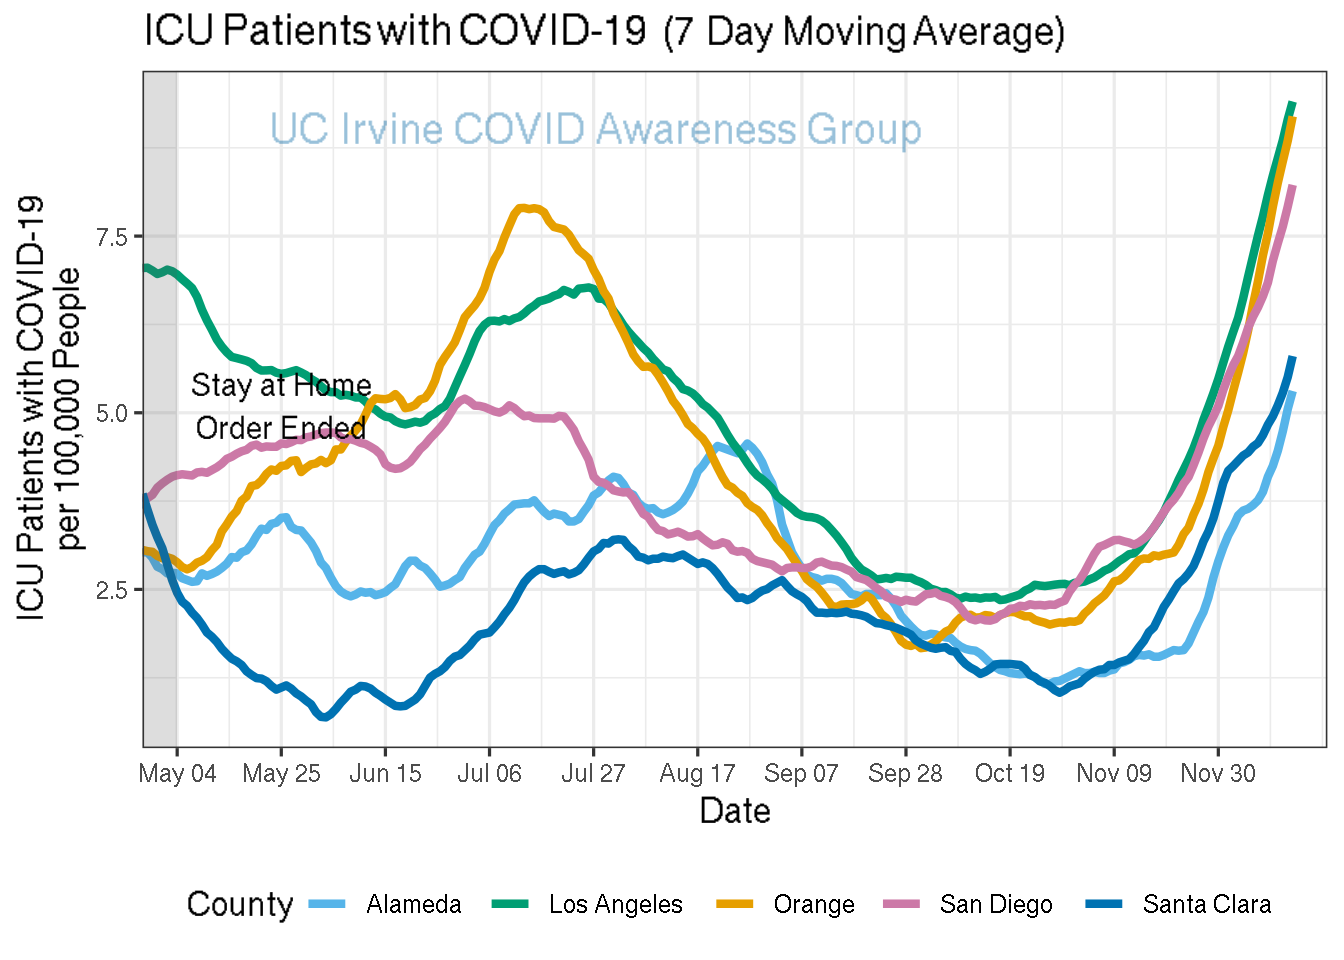 ICU Patients with COVID-19 (7 Day Moving Average)
UC Irvine COVID Awareness Group
ICU Patients with COVID-19
per 100,000 People
7.5
5.0
2.5
Stay at Home
Order Ended
May 04 May 25 Jun 15 Jul 06 Jul 27 Aug 17 Sep 07 Sep 28 Oct 19 Nov 09 Nov 30
Date
County Alameda Los Angeles Orange San Diego Santa Clara